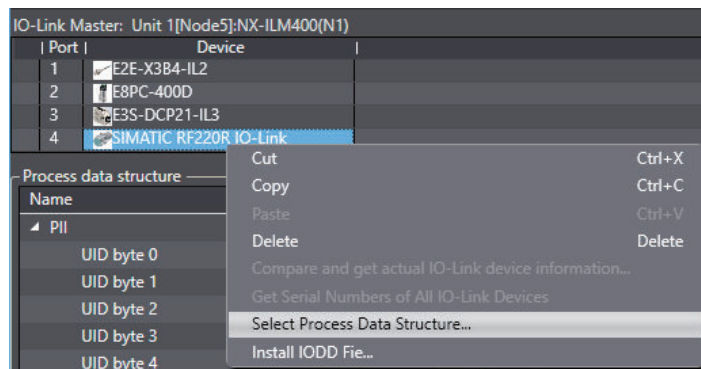 IO-Link Master: Unit 1[Node5]:NX-ILM400(N1)
| Port | Device |
1 E2E-X3B4-IL2
2 E8PC-400D
3 E3S-DCP21-IL3
4 SIMATIC RF220R IO-Link
Cut Ctrl+X
Process data structure
Copy Ctrl+C
Name
Paste Ctrl+V
PII
Delete Delete
UID byte 0
Compare and get actual IO-Link device information...
UID byte 1
Get Serial Numbers of All IO-Link Devices
UID byte 2
Select Process Data Structure...
UID byte 3
Install IODD Fie...
UID byte 4